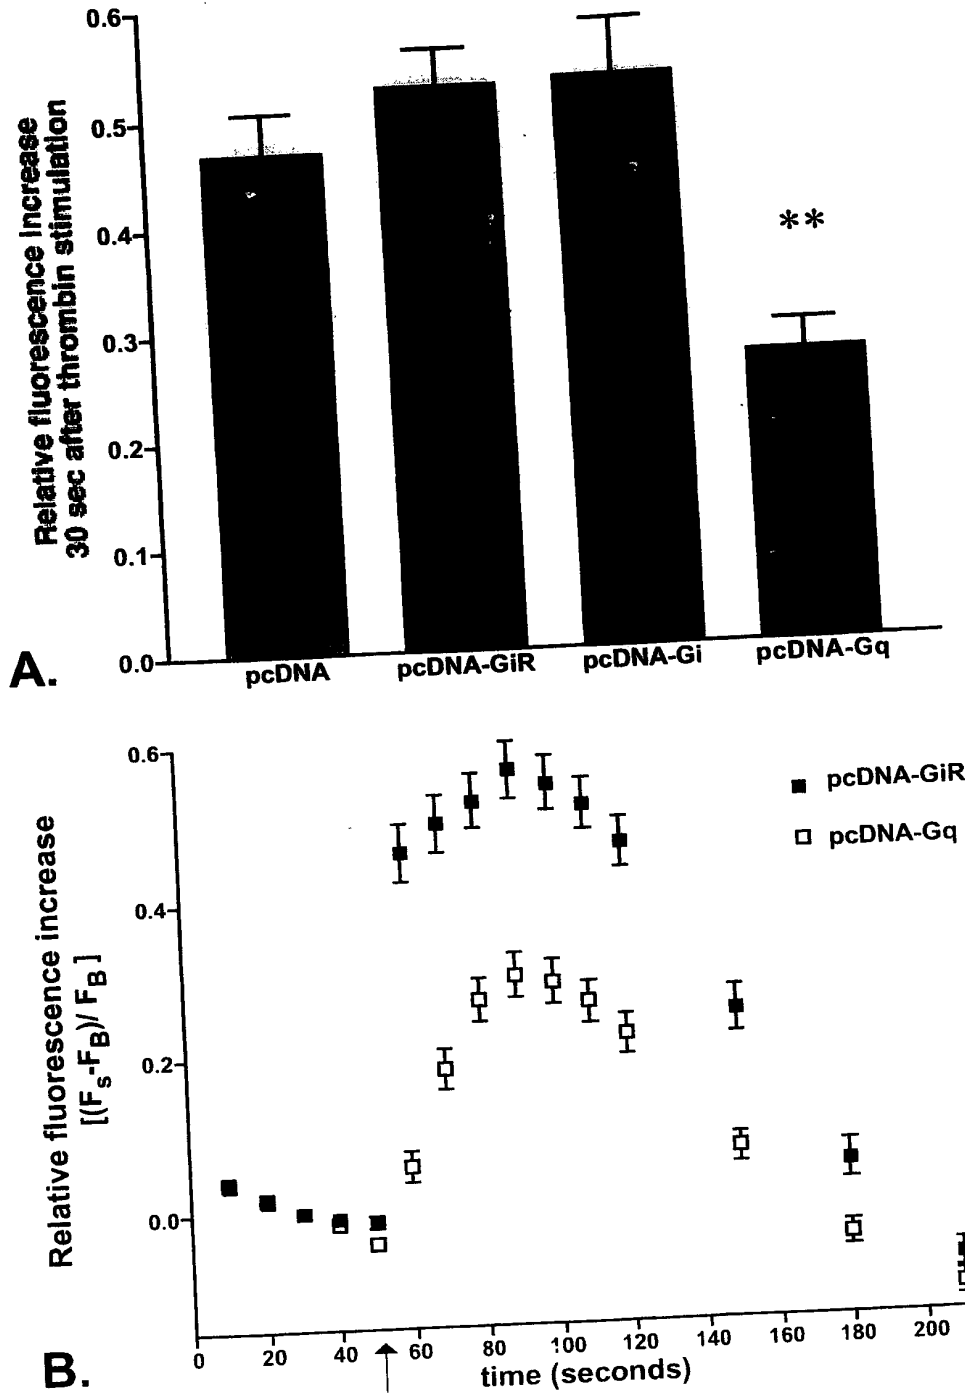 Relative fluorescence increase
30 sec after thrombin stimulation
0.6
0.5
0.4
0.3
0.2
0.1
0.0
**
pcDNA
pcDNA-GiR
pcDNA-Gi
pcDNA-Gq
A.
Relative fluorescence increase
[(Fs-FB)/ FB]
0.6
0.4
0.2
0.0
pcDNA-GiR
pcDNA-Gq
0
20
40
60
80
100
120
140
160
180
200
time (seconds)
B.